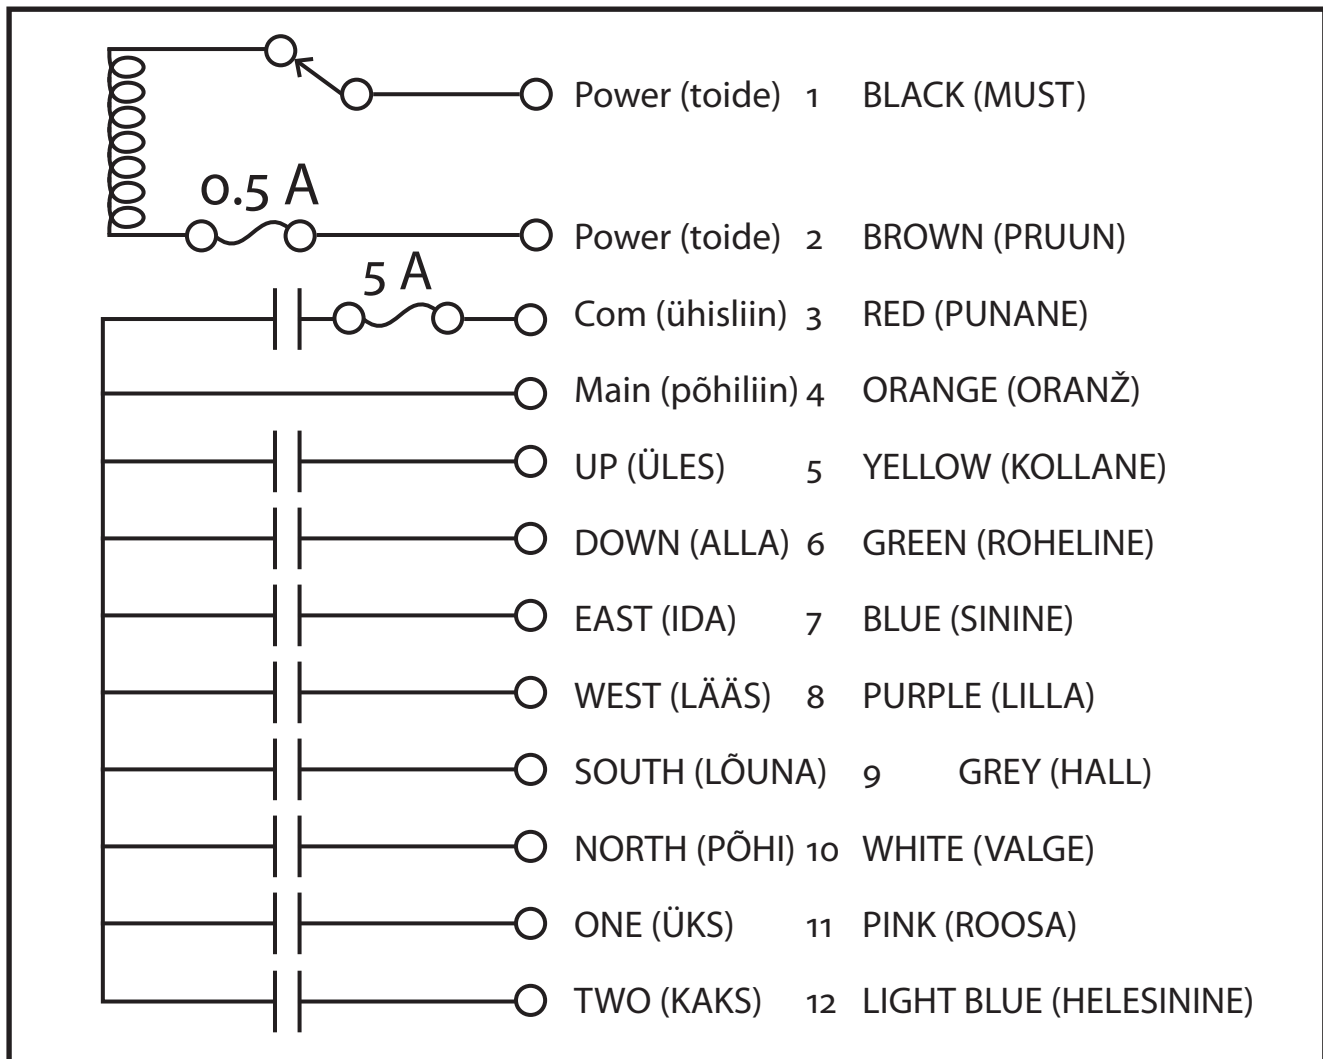 Power (toide) 1 BLACK (MUST)
0.5 A
Power (toide) 2 BROWN (PRUUN)
5 A
Com (ühisliin) 3 RED (PUNANE)
Main (põhiliin) 4 ORANGE (ORANŽ)
UP (ÜLES) 5 YELLOW (KOLLANE)
DOWN (ALLA) 6 GREEN (ROHELINE)
EAST (IDA) 7 BLUE (SININE)
WEST (LÄÄS) 8 PURPLE (LILLA)
SOUTH (LÕUNA) 9 GREY (HALL)
NORTH (PÕHI) 10 WHITE (VALGE)
ONE (ÜKS) 11 PINK (ROOSA)
TWO (KAKS) 12 LIGHT BLUE (HELESININE)